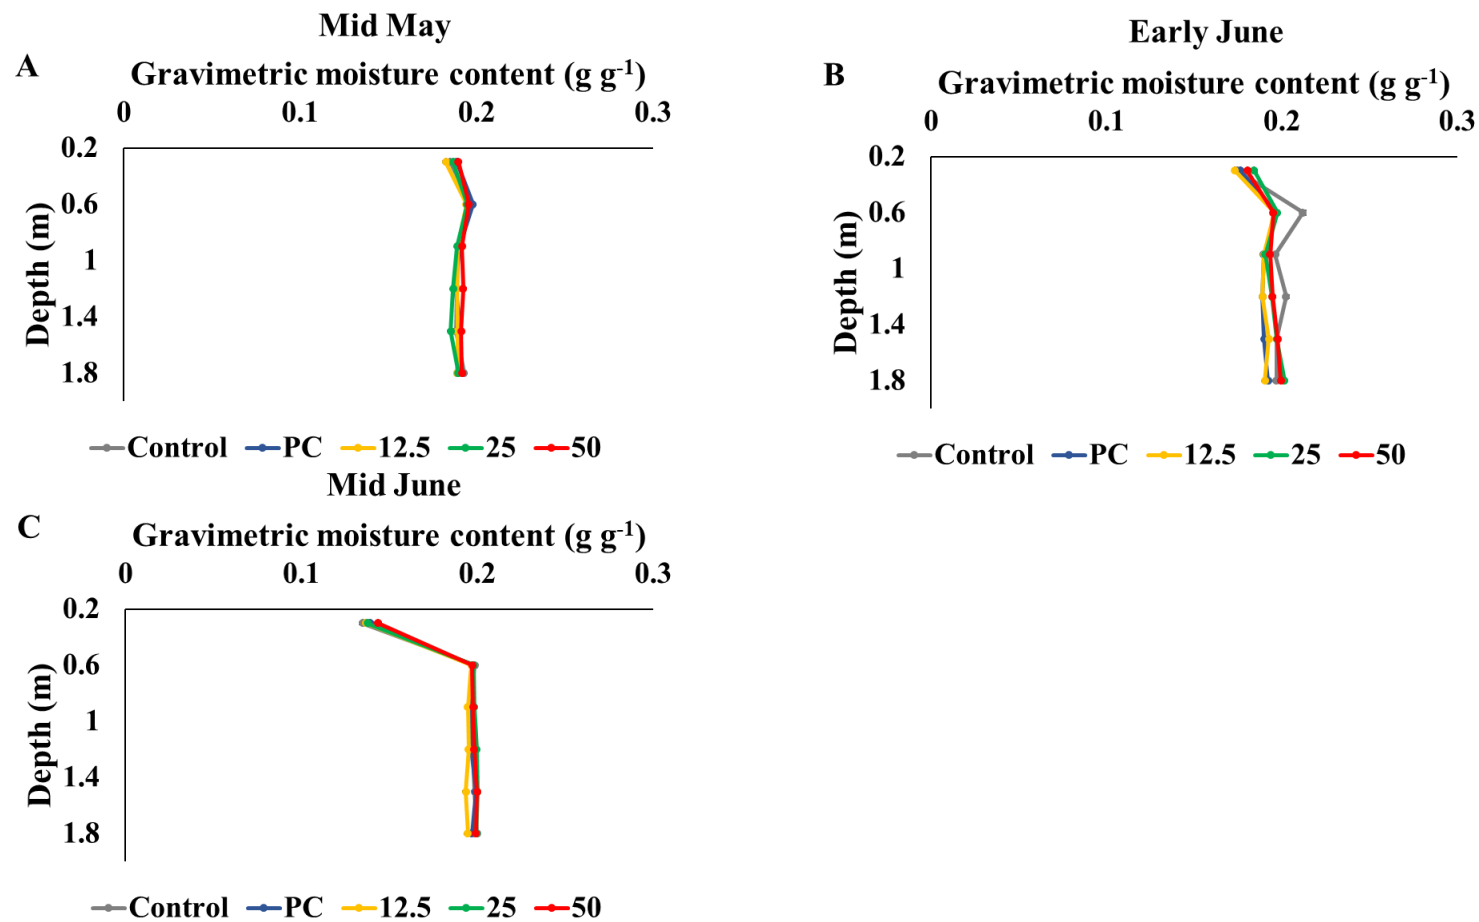 Mid May
A
Gravimetric moisture content (g g-1)
0 0.1 0.2 0.3
0.2
0.6
1
1.4
1.8
Depth (m)
Control PC 12.5 25 50
Early June
B
Gravimetric moisture content (g g-1)
0 0.1 0.2 0.3
0.2
0.6
1
1.4
1.8
Depth (m)
Control PC 12.5 25 50
Mid June
C
Gravimetric moisture content (g g-1)
0 0.1 0.2 0.3
0.2
0.6
1
1.4
1.8
Depth (m)
Control PC 12.5 25 50